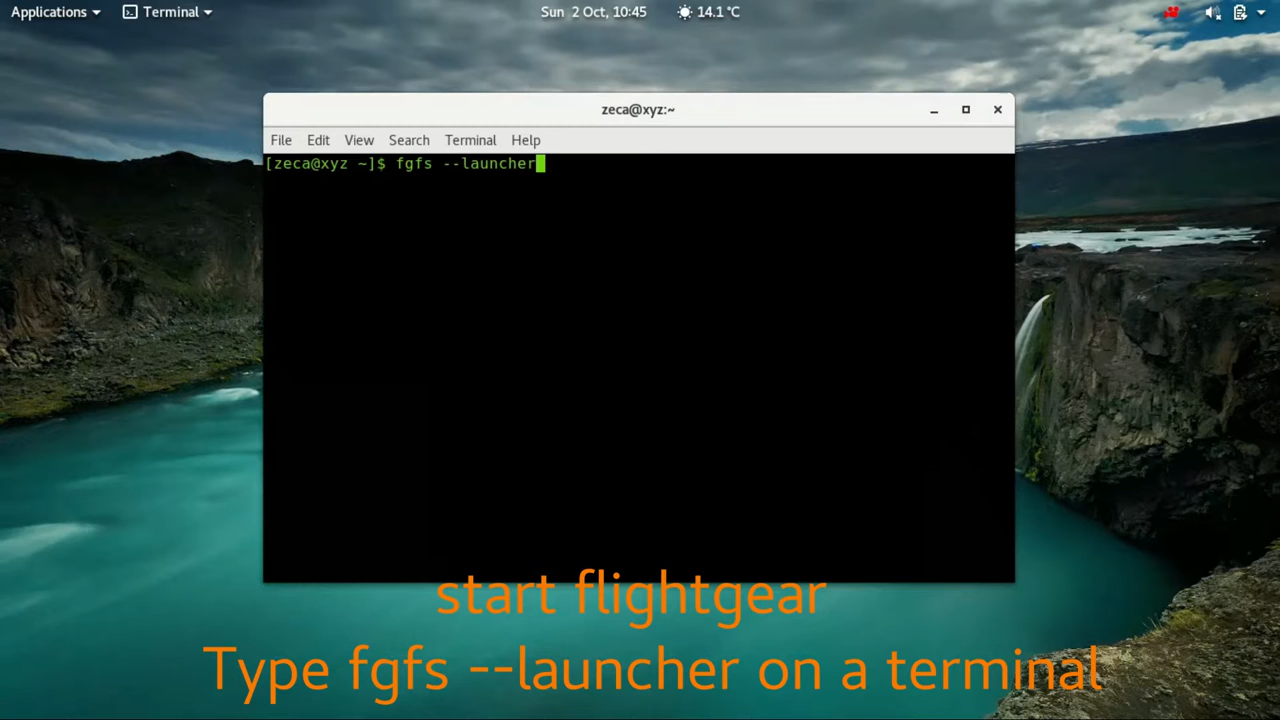 Applications Terminal Sun 2 Oct, 10:45 14.1 °C
zeca@xyz:~
File Edit View Search Terminal Help
[zeca@xyz ~]$ fgfs --launcher
start flightgear
Type fgfs --launcher on a terminal